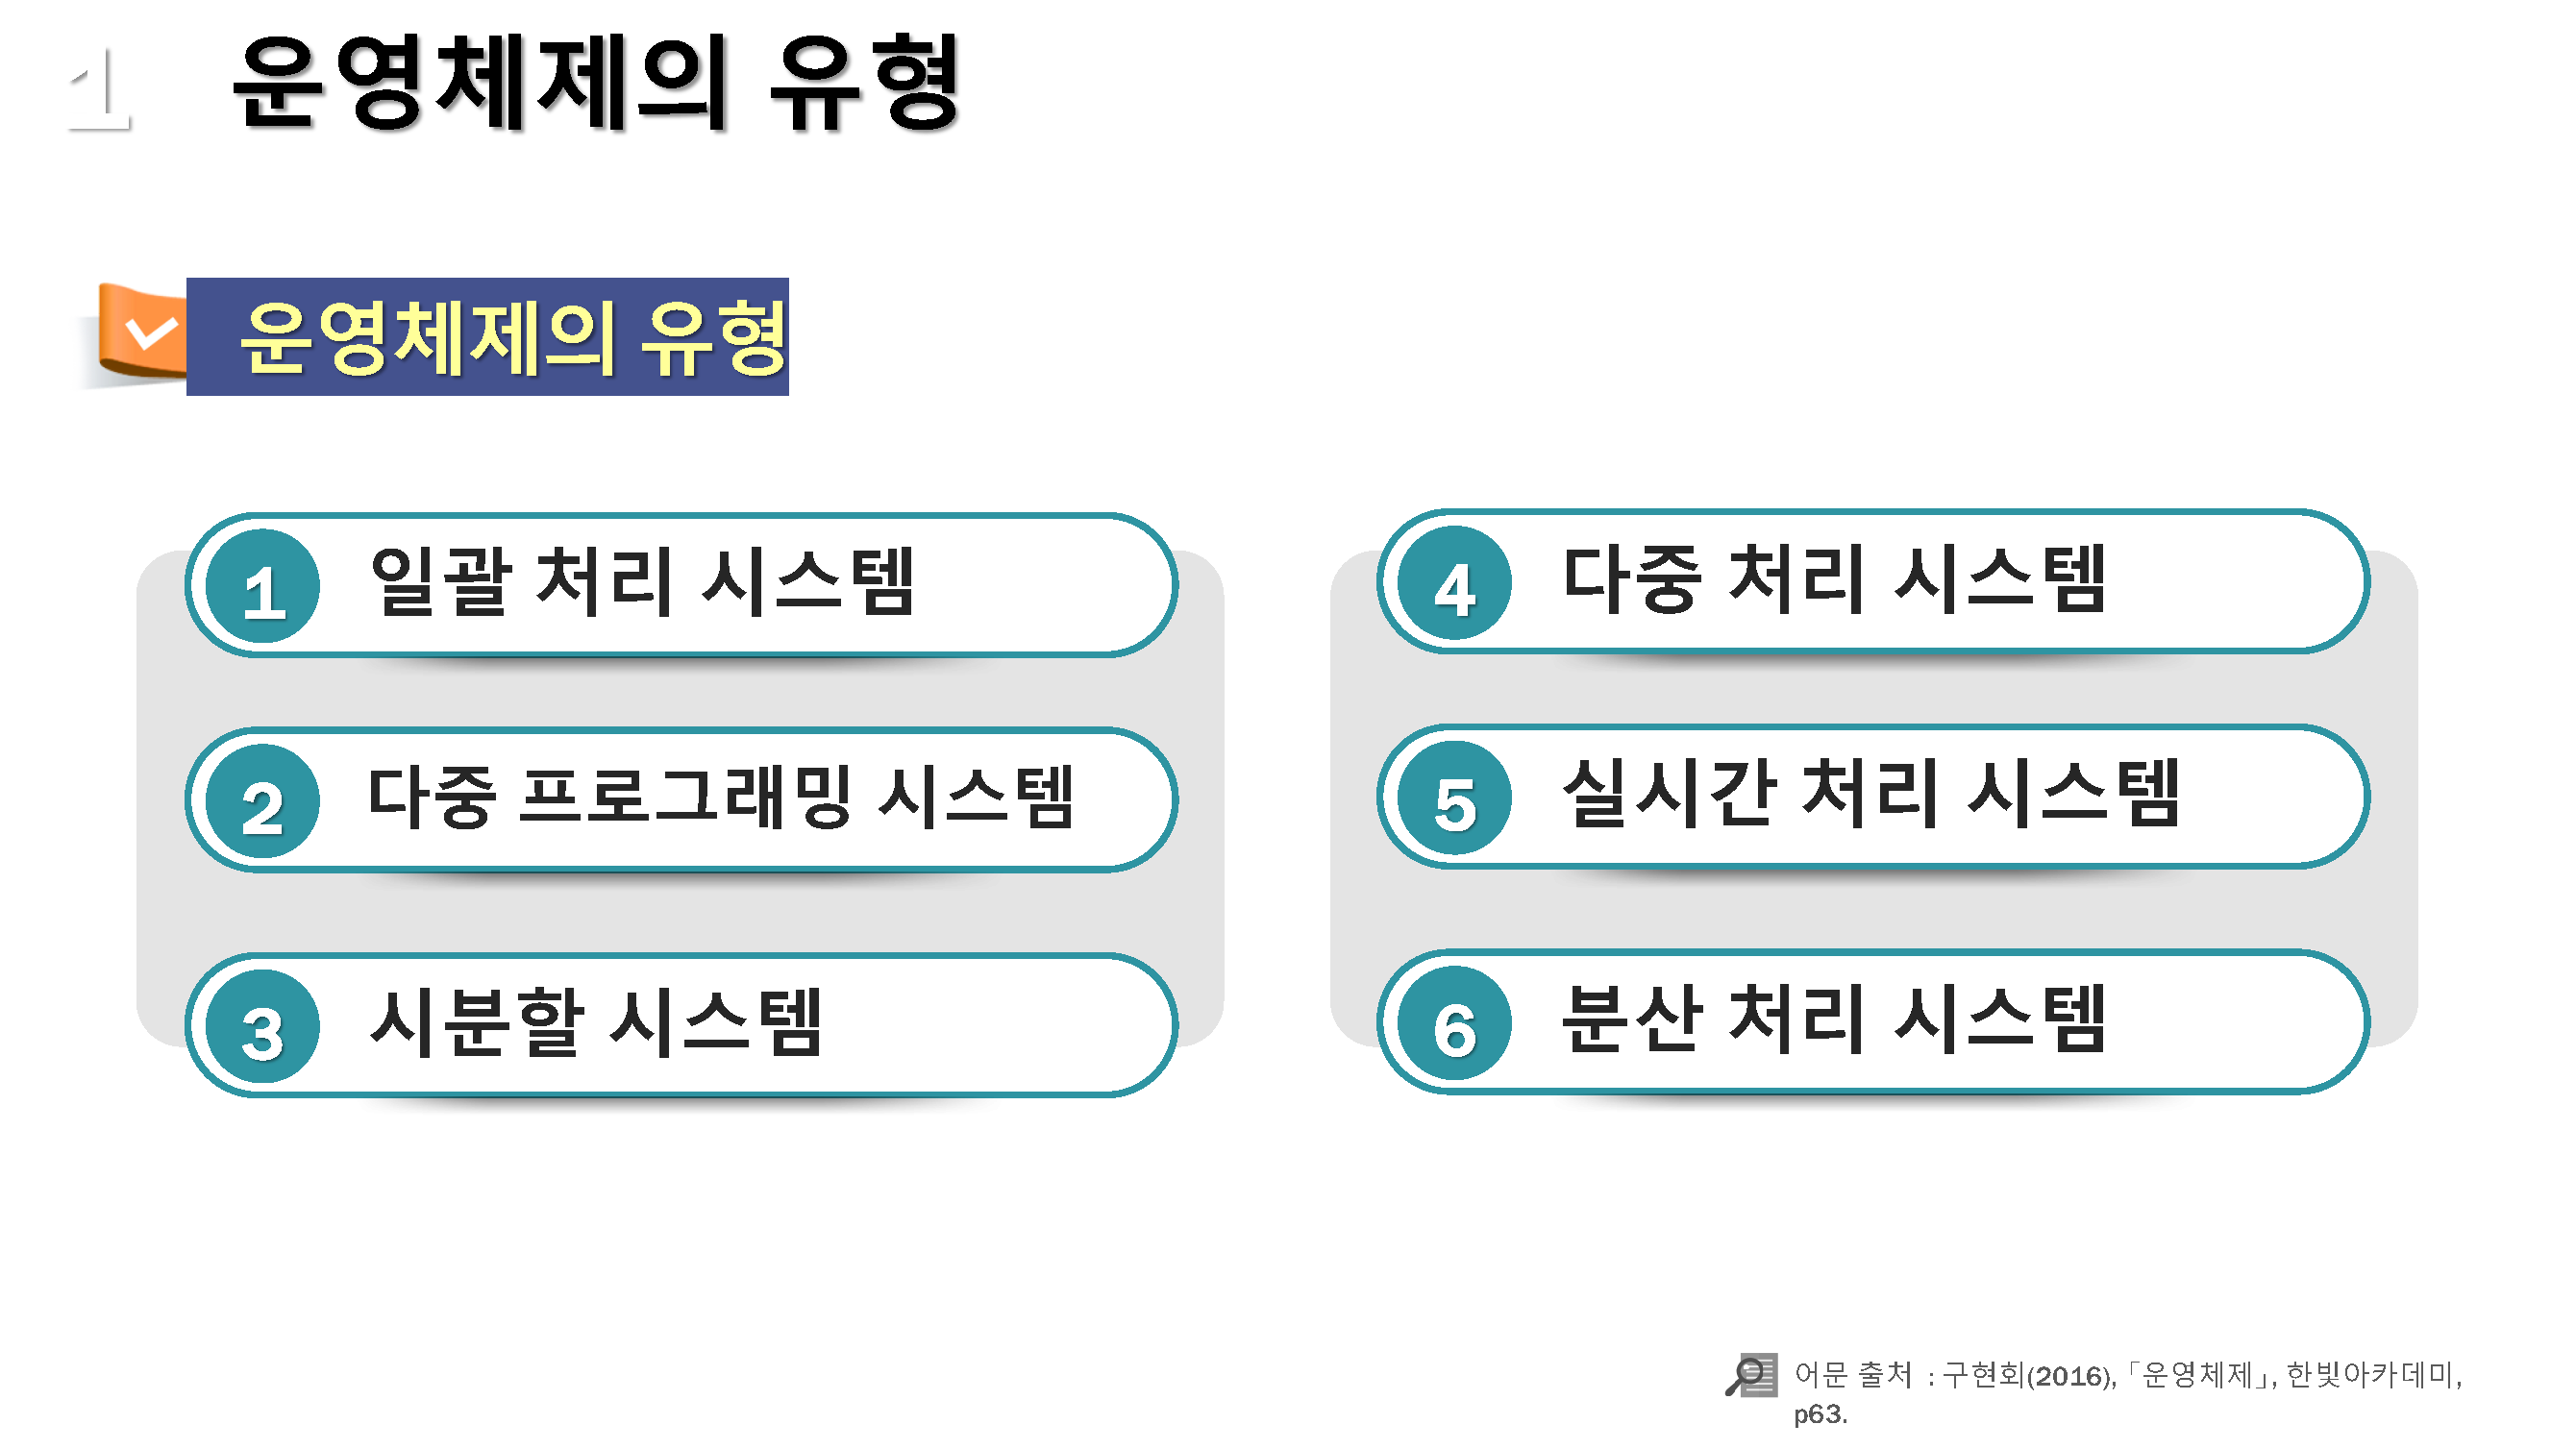 1 운영체제의 유형
운영체제의 유형
1 일괄 처리 시스템
2 다중 프로그래밍 시스템
3 시분할 시스템
4 다중 처리 시스템
5 실시간 처리 시스템
6 분산 처리 시스템
어문 출처 : 구현회(2016), 「운영체제」, 한빛아카데미,
p63.